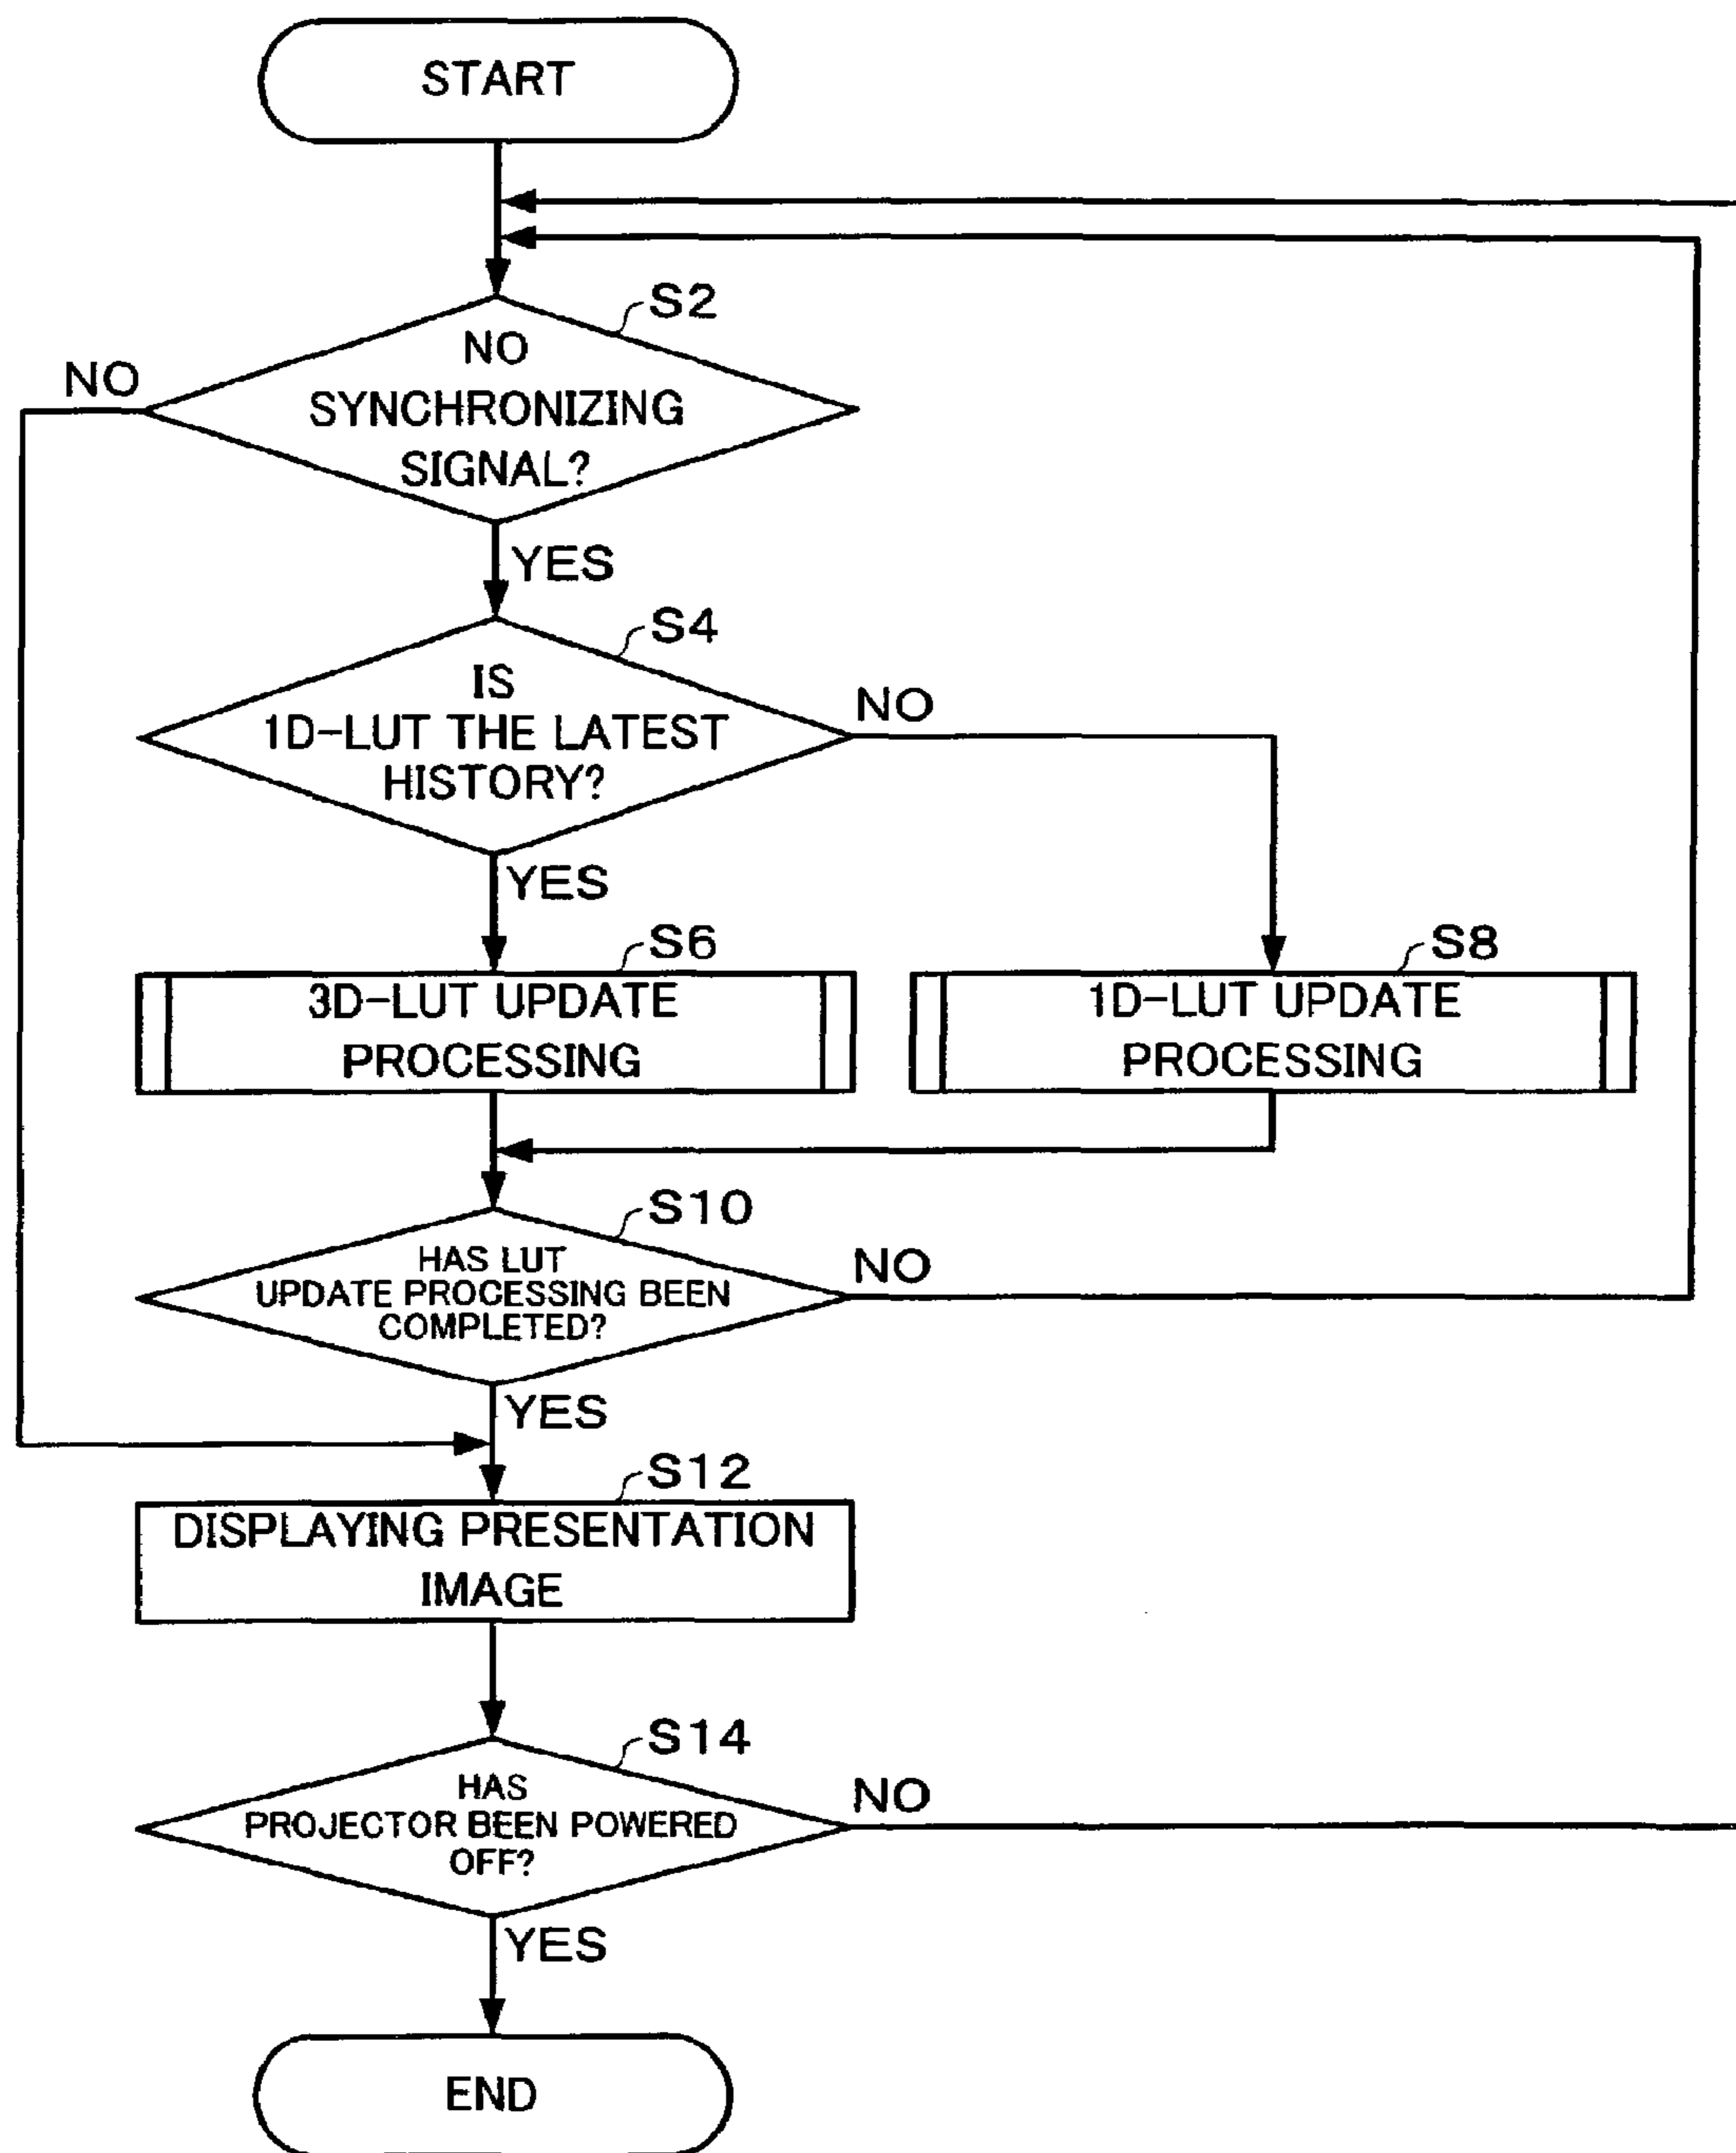 START
S2
NO
NO
SYNCHRONIZING
SIGNAL?
YES
S4
IS
1D-LUT THE LATEST
HISTORY?
NO
YES
S6
3D-LUT UPDATE
PROCESSING
S8
1D-LUT UPDATE
PROCESSING
S10
HAS LUT
UPDATE PROCESSING BEEN
COMPLETED?
NO
YES
S12
DISPLAYING PRESENTATION
IMAGE
S14
HAS
PROJECTOR BEEN POWERED
OFF?
NO
YES
END